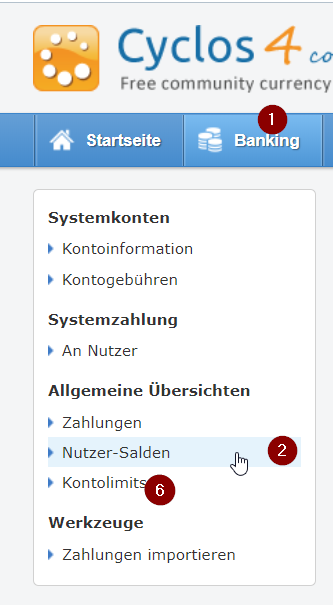 Cyclos 4 co
Free community currency
1
Startseite
Banking
Systemkonten
Kontoinformation
Kontogebühren
Systemzahlung
An Nutzer
Allgemeine Übersichten
Zahlungen
Nutzer-Salden
2
Kontolimits
6
Werkzeuge
Zahlungen importieren